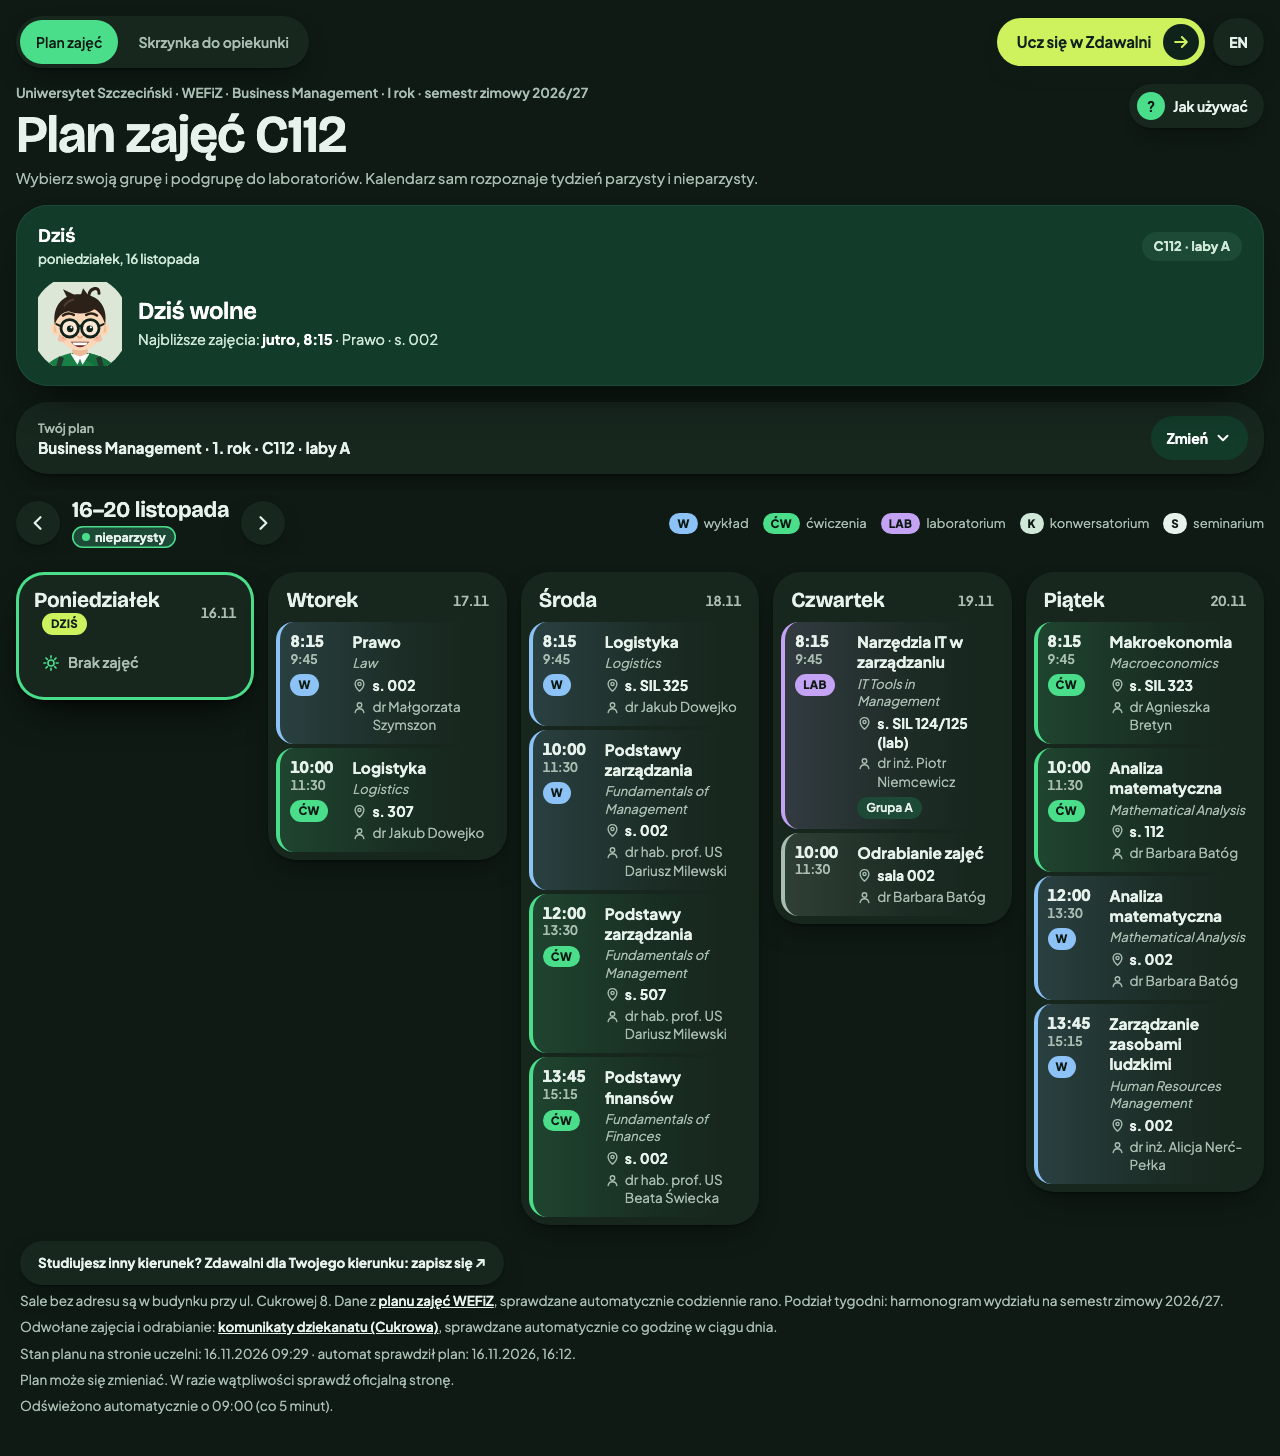 Plan zajęć
Skrzynka do opiekunki
Ucz się w Zdawalni
EN
Uniwersytet Szczeciński · WEFiZ · Business Management · I rok · semestr zimowy 2026/27
Plan zajęć C112
? Jak używać
Wybierz swoją grupę i podgrupę do laboratoriów. Kalendarz sam rozpoznaje tydzień parzysty i nieparzysty.
Dziś
poniedziałek, 16 listopada
C112 · laby A
Dziś wolne
Najbliższe zajęcia: jutro, 8:15 · Prawo · s. 002
Twój plan
Business Management · 1. rok · C112 · laby A
Zmień
16–20 listopada
nieparzysty
W wykład
ĆW ćwiczenia
LAB laboratorium
K konwersatorium
S seminarium
Poniedziałek
DZIŚ
16.11
Brak zajęć
Wtorek
17.11
8:15
9:45
W
Prawo
Law
s. 002
dr Małgorzata
Szymszon
10:00
11:30
ĆW
Logistyka
Logistics
s. 307
dr Jakub Dowejko
Środa
18.11
8:15
9:45
W
Logistyka
Logistics
s. SIL 325
dr Jakub Dowejko
10:00
11:30
W
Podstawy
zarządzania
Fundamentals of
Management
s. 002
dr hab. prof. US
Dariusz Milewski
12:00
13:30
ĆW
Podstawy
zarządzania
Fundamentals of
Management
s. 507
dr hab. prof. US
Dariusz Milewski
13:45
15:15
ĆW
Podstawy
finansów
Fundamentals of
Finances
s. 002
dr hab. prof. US
Beata Świecka
Czwartek
19.11
8:15
9:45
LAB
Narzędzia IT w
zarządzaniu
IT Tools in
Management
s. SIL 124/125
(lab)
dr inż. Piotr
Niemcewicz
Grupa A
10:00
11:30
Odrabianie zajęć
sala 002
dr Barbara Batóg
Piątek
20.11
8:15
9:45
ĆW
Makroekonomia
Macroeconomics
s. SIL 323
dr Agnieszka
Bretyn
10:00
11:30
ĆW
Analiza
matematyczna
Mathematical Analysis
s. 112
dr Barbara Batóg
12:00
13:30
W
Analiza
matematyczna
Mathematical Analysis
s. 002
dr Barbara Batóg
13:45
15:15
W
Zarządzanie
zasobami
ludzkimi
Human Resources
Management
s. 002
dr inż. Alicja Nerć-
Pełka
Studiujesz inny kierunek? Zdawalni dla Twojego kierunku: zapisz się ↗
Sale bez adresu są w budynku przy ul. Cukrowej 8. Dane z planu zajęć WEFiZ, sprawdzane automatycznie codziennie rano. Podział tygodni: harmonogram wydziału na semestr zimowy 2026/27.
Odwołane zajęcia i odrabianie: komunikaty dziekanatu (Cukrowa), sprawdzane automatycznie co godzinę w ciągu dnia.
Stan planu na stronie uczelni: 16.11.2026 09:29 · automat sprawdził plan: 16.11.2026, 16:12.
Plan może się zmieniać. W razie wątpliwości sprawdź oficjalną stronę.
Odświeżono automatycznie o 09:00 (co 5 minut).